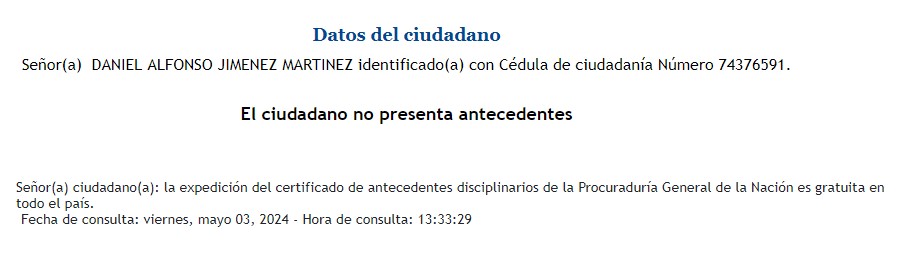 Datos del ciudadano
Señor(a) DANIEL ALFONSO JIMENEZ MARTINEZ identificado(a) con Cédula de ciudadanía Número 74376591.
El ciudadano no presenta antecedentes
Señor(a) ciudadano(a): la expedición del certificado de antecedentes disciplinarios de la Procuraduría General de la Nación es gratuita en
todo el país.
Fecha de consulta: viernes, mayo 03, 2024 - Hora de consulta: 13:33:29